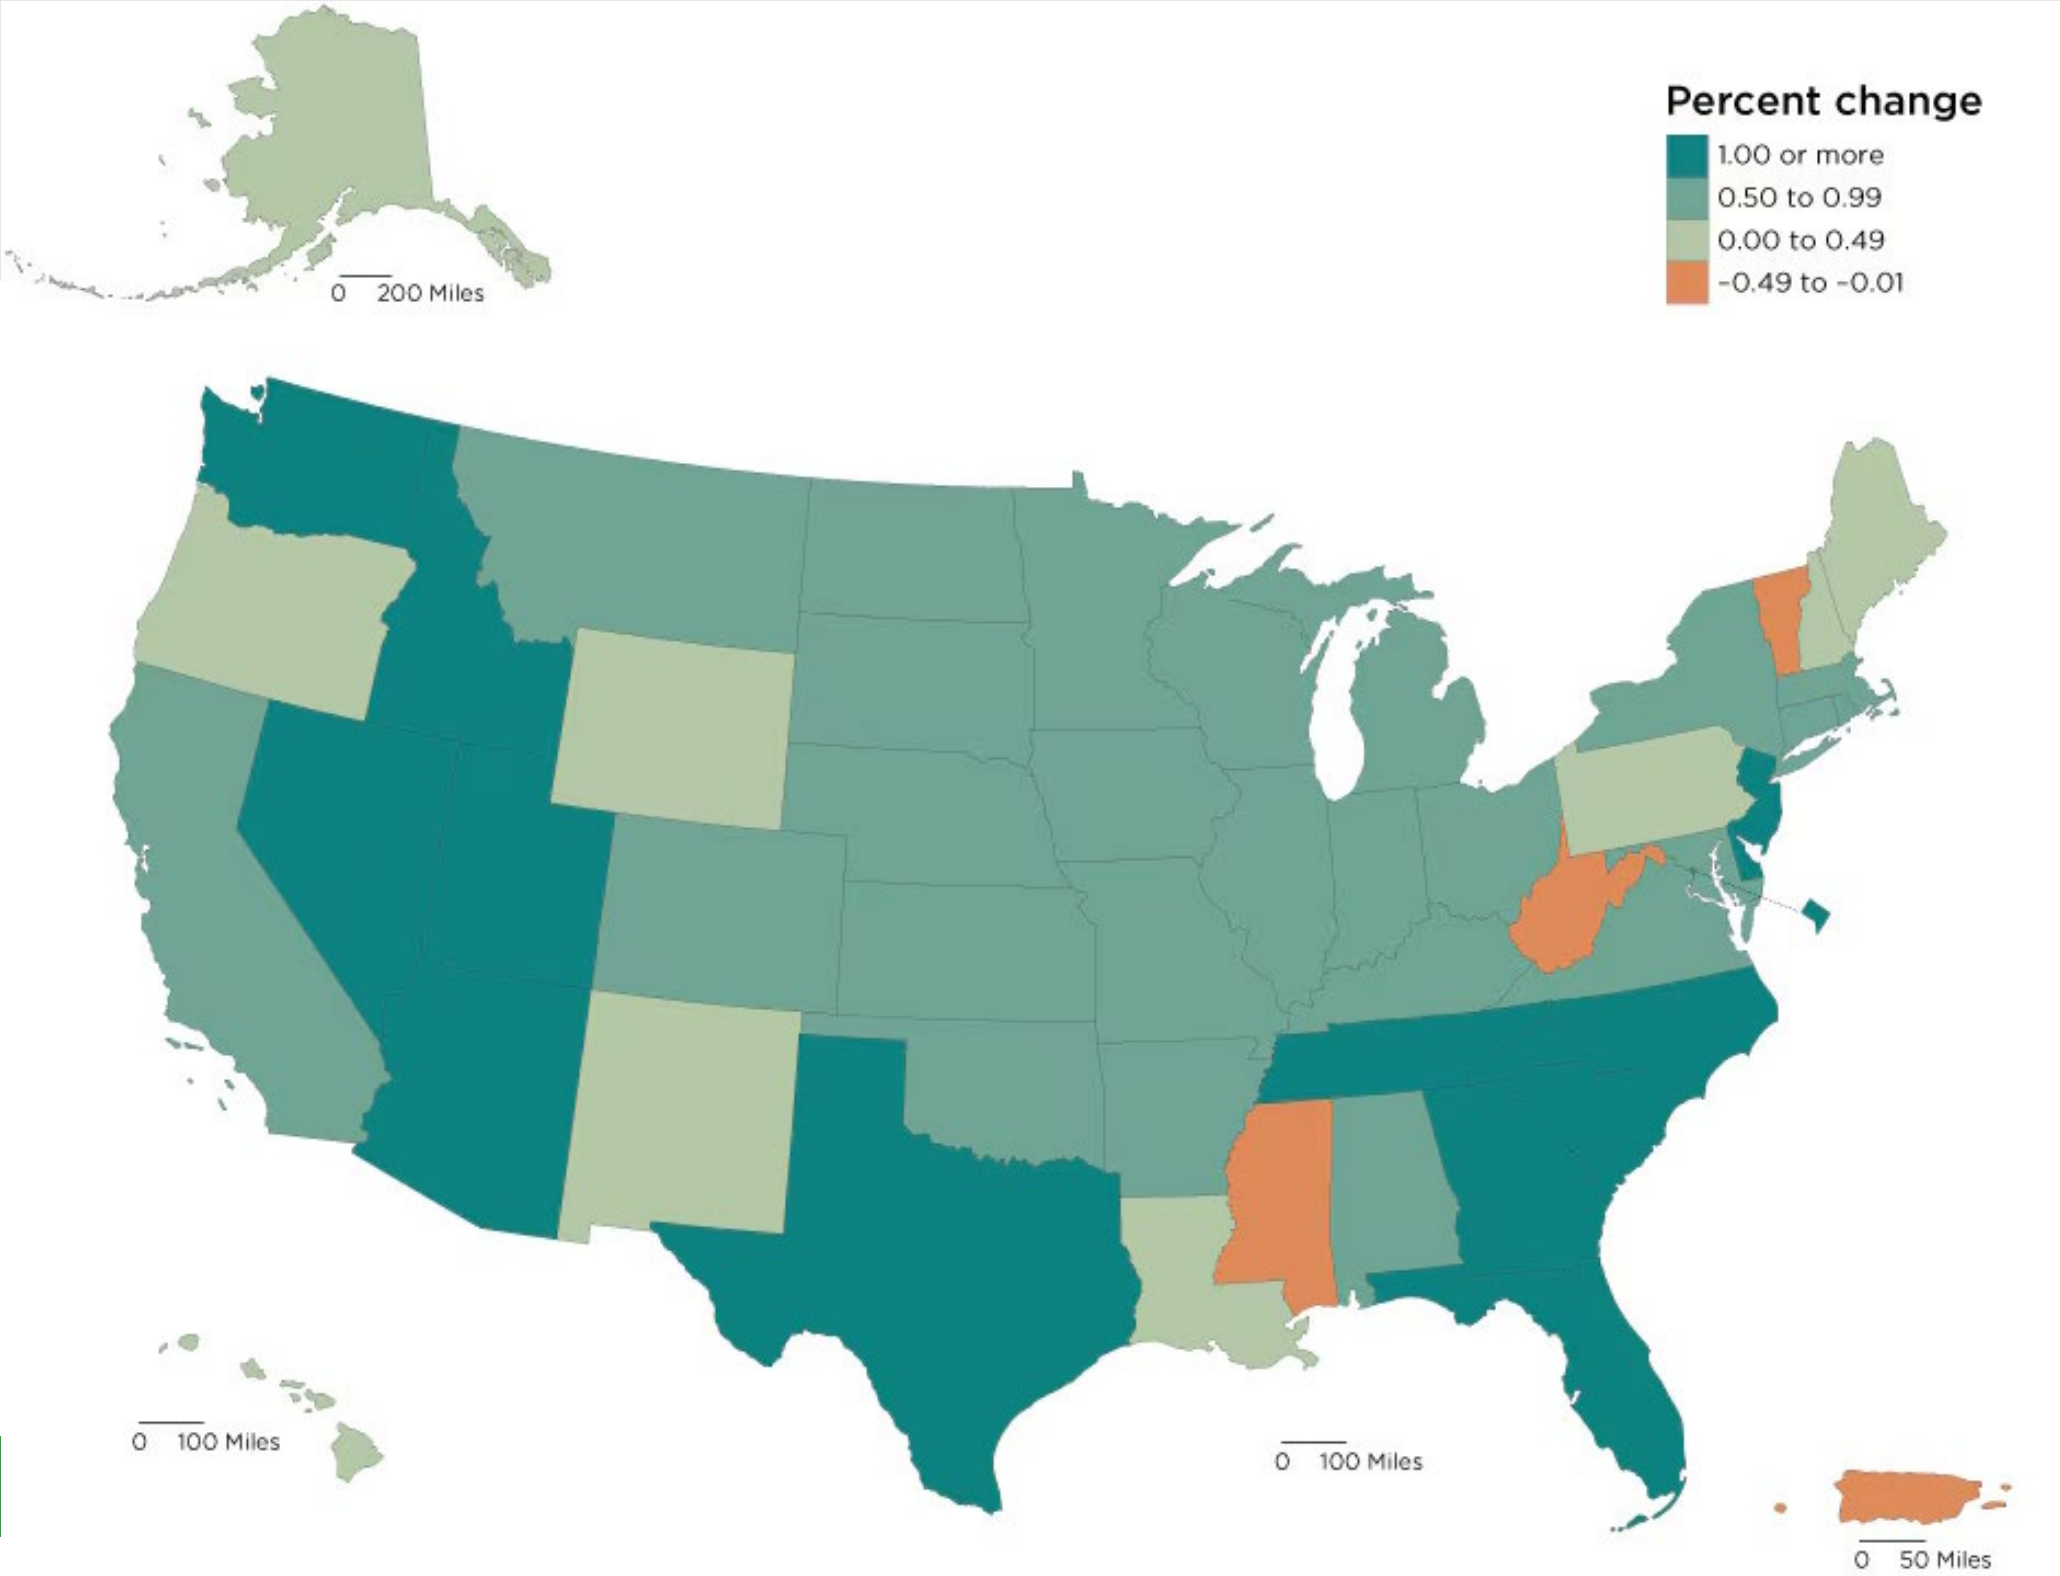 Percent change
1.00 or more
0.50 to 0.99
0.00 to 0.49
-0.49 to -0.01
0 200 Miles
0 100 Miles
0 100 Miles
0 50 Miles